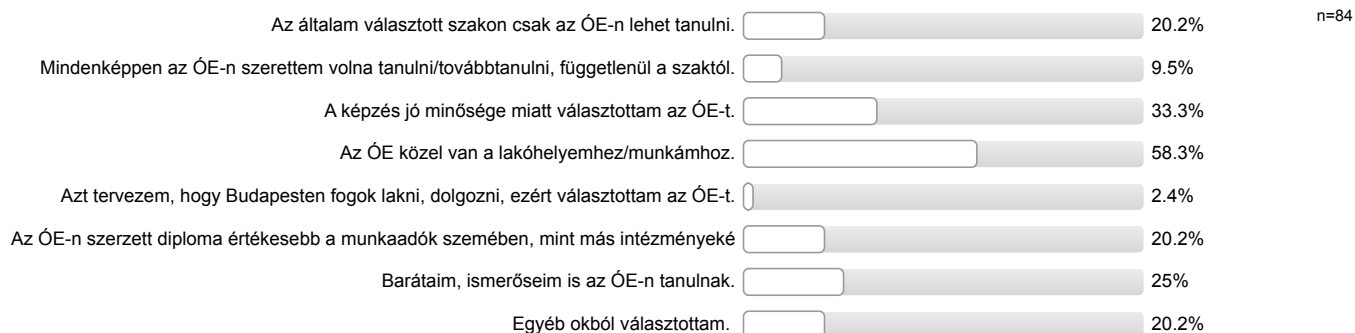 n=84
Az általam választott szakon csak az ÓE-n lehet tanulni. 20.2%
Mindenképpen az ÓE-n szerettem volna tanulni/továbbtanulni, függetlenül a szaktól. 9.5%
A képzés jó minősége miatt választottam az ÓE-t. 33.3%
Az ÓE közel van a lakóhelyemhez/munkámhoz. 58.3%
Azt tervezem, hogy Budapesten fogok lakni, dolgozni, ezért választottam az ÓE-t. 2.4%
Az ÓE-n szerzett diploma értékesebb a munkaadók szemében, mint más intézményeké 20.2%
Barátaim, ismerőseim is az ÓE-n tanulnak. 25%
Egyéb okból választottam. 20.2%